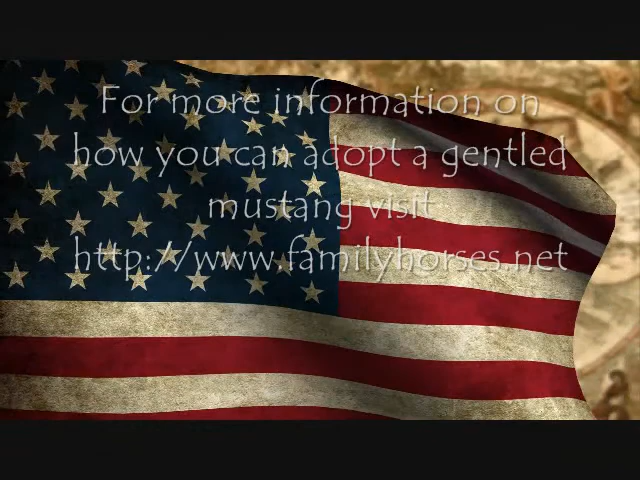 For more information on
how you can adopt a gentled
mustang visit
http://www.familyhorses.net